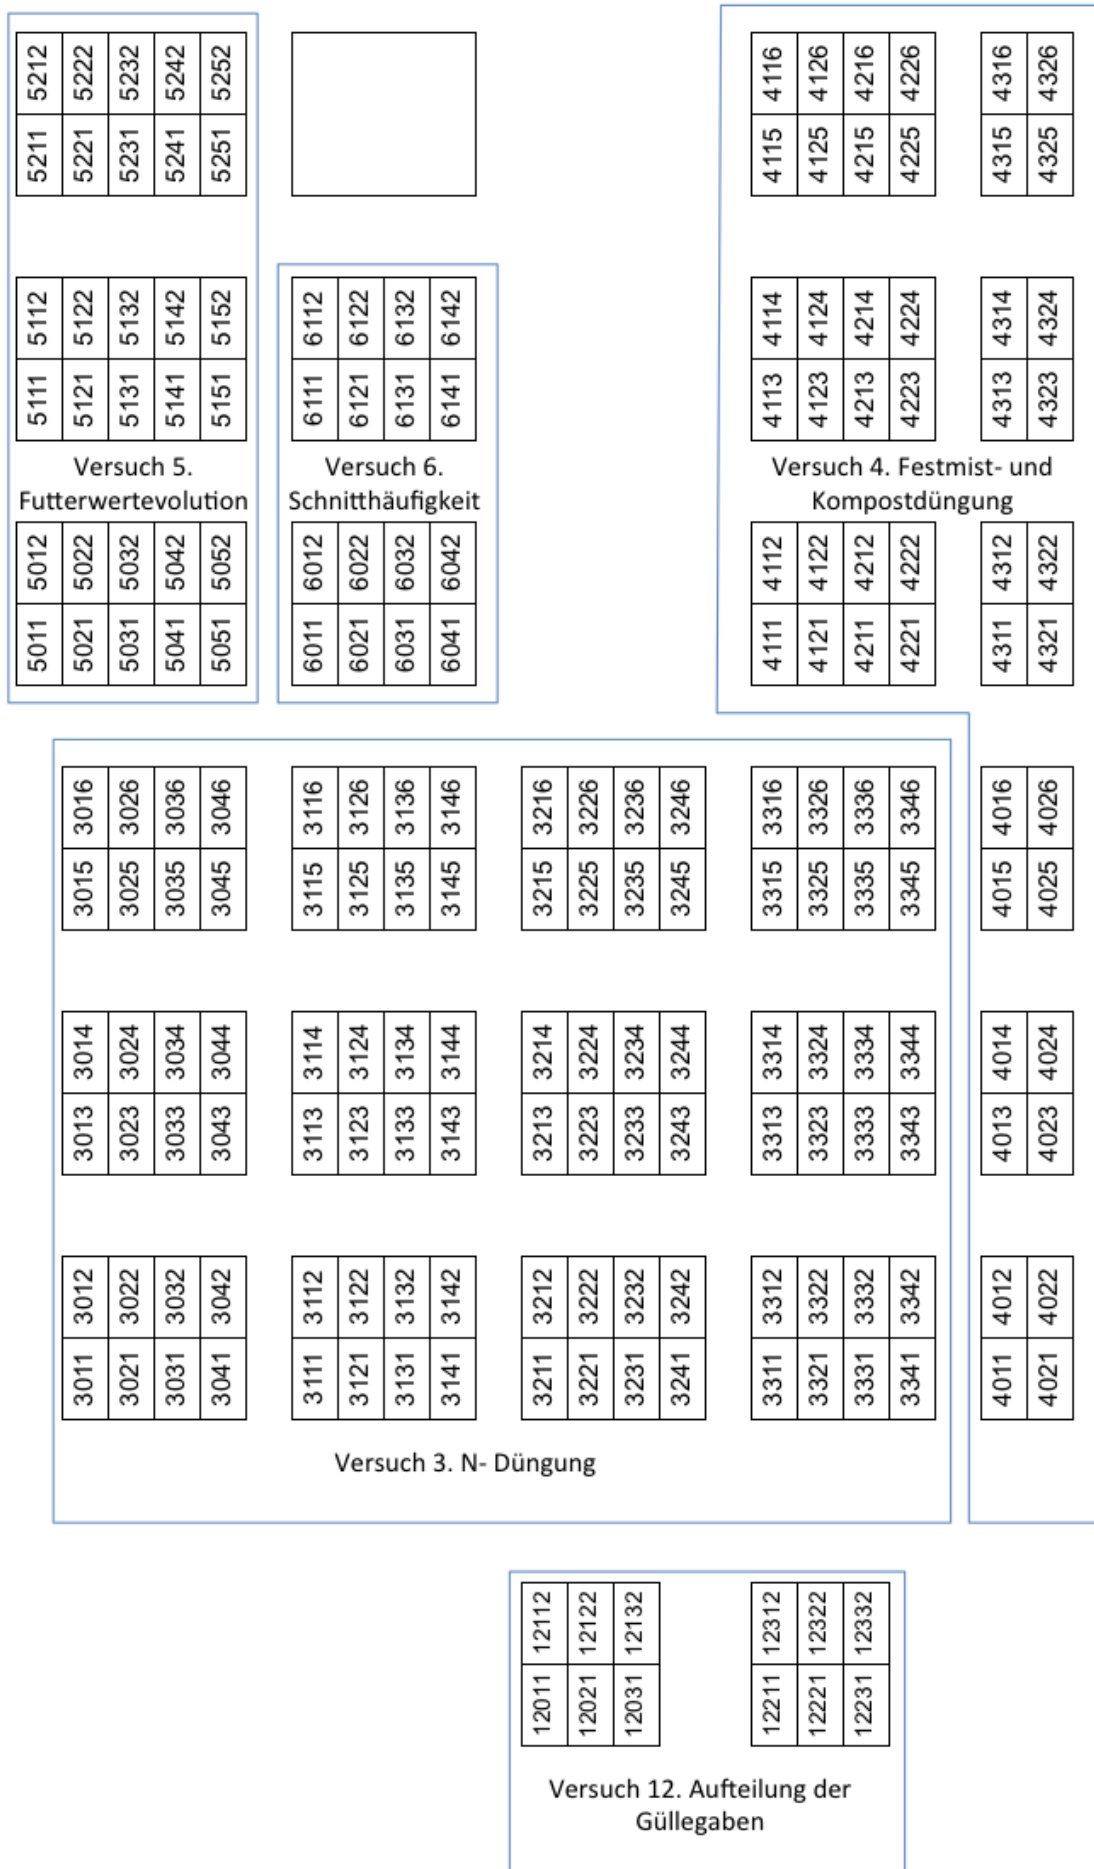 5212 5222 5232 5242 5252
5211 5221 5231 5241 5251
5112 5122 5132 5142 5152
5111 5121 5131 5141 5151
Versuch 5.
Futterwertevolution
5012 5022 5032 5042 5052
5011 5021 5031 5041 5051
6112 6122 6132 6142
6111 6121 6131 6141
Versuch 6.
Schnitthäufigkeit
6012 6022 6032 6042
6011 6021 6031 6041
4116 4126 4216 4226 4316 4326
4115 4125 4215 4225 4315 4325
4114 4124 4214 4224 4314 4324
4113 4123 4213 4223 4313 4323
Versuch 4. Festmist- und
Kompostdüngung
4112 4122 4212 4222 4312 4322
4111 4121 4211 4221 4311 4321
3016 3026 3036 3046 3116 3126 3136 3146 3216 3226 3236 3246 3316 3326 3336 3346 4016 4026
3015 3025 3035 3045 3115 3125 3135 3145 3215 3225 3235 3245 3315 3325 3335 3345 4015 4025
3014 3024 3034 3044 3114 3124 3134 3144 3214 3224 3234 3244 3314 3324 3334 3344 4014 4024
3013 3023 3033 3043 3113 3123 3133 3143 3213 3223 3233 3243 3313 3323 3333 3343 4013 4023
3012 3022 3032 3042 3112 3122 3132 3142 3212 3222 3232 3242 3312 3322 3332 3342 4012 4022
3011 3021 3031 3041 3111 3121 3131 3141 3211 3221 3231 3241 3311 3321 3331 3341 4011 4021
Versuch 3. N- Düngung
12112 12122 12132 12312 12322 12332
12011 12021 12031 12211 12221 12231
Versuch 12. Aufteilung der
Güllegaben